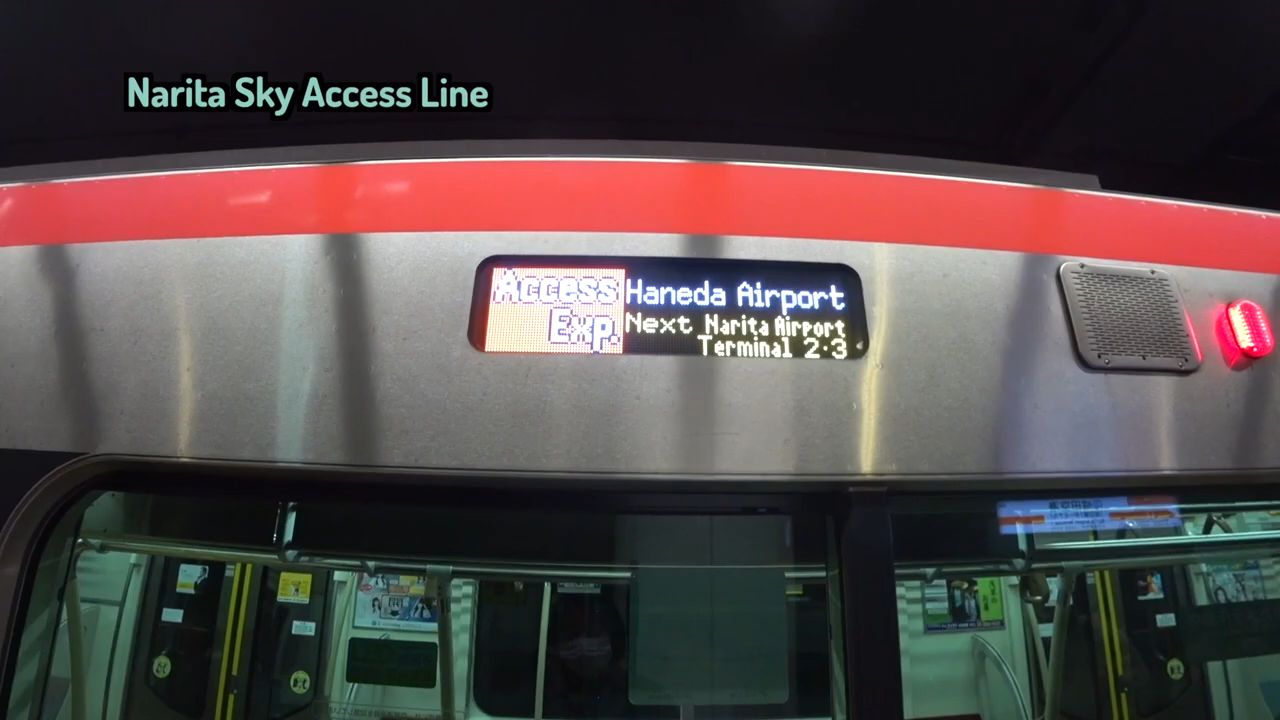 Narita Sky Access Line
Access
Exp.
Haneda Airport
Next Narita Airport
Terminal 2·3